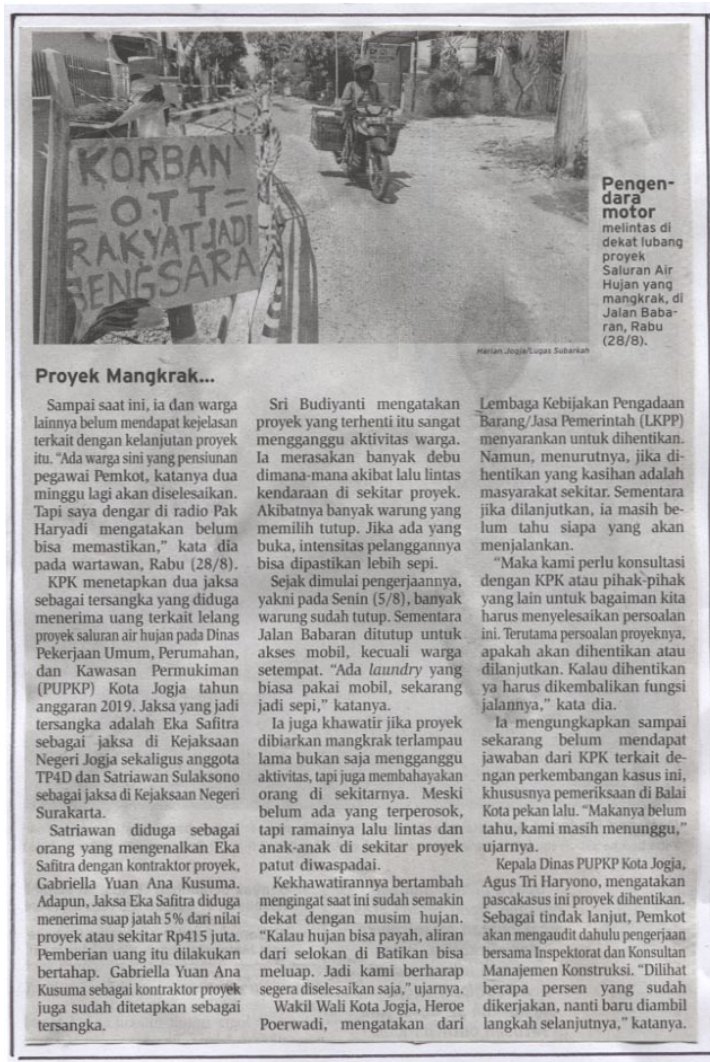 KORBAN
= OTT =
RAKYAT JADI
SENGSARA
Pengen-
dara
motor
melintas di
dekat lubang
proyek
Saluran Air
Hujan yang
mangkrak, di
Jalan Baba-
ran, Rabu
(28/8).
Harian Jogja/Lugas Subarkah
Proyek Mangkrak...
Sampai saat ini, ia dan warga
lainnya belum mendapat kejelasan
terkait dengan kelanjutan proyek
itu. “Ada warga sini yang pensiunan
pegawai Pemkot, katanya dua
minggu lagi akan diselesaikan.
Tapi saya dengar di radio Pak
Haryadi mengatakan belum
bisa memastikan,” kata dia
pada wartawan, Rabu (28/8).
KPK menetapkan dua jaksa
sebagai tersangka yang diduga
menerima uang terkait lelang
proyek saluran air hujan pada Dinas
Pekerjaan Umum, Perumahan,
dan Kawasan Permukiman
(PUPKP) Kota Jogja tahun
anggaran 2019. Jaksa yang jadi
tersangka adalah Eka Safitra
sebagai jaksa di Kejaksaan
Negeri Jogja sekaligus anggota
TP4D dan Satriawan Sulaksono
sebagai jaksa di Kejaksaan Negeri
Surakarta.
Satriawan diduga sebagai
orang yang mengenalkan Eka
Safitra dengan kontraktor proyek,
Gabriella Yuan Ana Kusuma.
Adapun, Jaksa Eka Safitra diduga
menerima suap jatah 5% dari nilai
proyek atau sekitar Rp415 juta.
Pemberian uang itu dilakukan
bertahap. Gabriella Yuan Ana
Kusuma sebagai kontraktor proyek
juga sudah ditetapkan sebagai
tersangka.
Sri Budiyanti mengatakan
proyek yang terhenti itu sangat
mengganggu aktivitas warga.
Ia merasakan banyak debu
dimana-mana akibat lalu lintas
kendaraan di sekitar proyek.
Akibatnya banyak warung yang
memilih tutup. Jika ada yang
buka, intensitas pelanggannya
bisa dipastikan lebih sepi.
Sejak dimulai pengerjaannya,
yakni pada Senin (5/8), banyak
warung sudah tutup. Sementara
Jalan Babaran ditutup untuk
akses mobil, kecuali warga
setempat. “Ada laundry yang
biasa pakai mobil, sekarang
jadi sepi,” katanya.
Ia juga khawatir jika proyek
dibiarkan mangkrak terlampau
lama bukan saja mengganggu
aktivitas, tapi juga membahayakan
orang di sekitarnya. Meski
belum ada yang terperosok,
tapi ramainya lalu lintas dan
anak-anak di sekitar proyek
patut diwaspadai.
Kekhawatirannya bertambah
mengingat saat ini sudah semakin
dekat dengan musim hujan.
“Kalau hujan bisa payah, aliran
dari selokan di Batikan bisa
meluap. Jadi kami berharap
segera diselesaikan saja,” ujarnya.
Wakil Wali Kota Jogja, Heroe
Poerwadi, mengatakan dari
Lembaga Kebijakan Pengadaan
Barang/Jasa Pemerintah (LKPP)
menyarankan untuk dihentikan.
Namun, menurutnya, jika di-
hentikan yang kasihan adalah
masyarakat sekitar. Sementara
jika dilanjutkan, ia masih be-
lum tahu siapa yang akan
menjalankan.
“Maka kami perlu konsultasi
dengan KPK atau pihak-pihak
yang lain untuk bagaiman kita
harus menyelesaikan persoalan
ini. Terutama persoalan proyeknya,
apakah akan dihentikan atau
dilanjutkan. Kalau dihentikan
ya harus dikembalikan fungsi
jalannya,” kata dia.
Ia mengungkapkan sampai
sekarang belum mendapat
jawaban dari KPK terkait de-
ngan perkembangan kasus ini,
khususnya pemeriksaan di Balai
Kota pekan lalu. “Makanya belum
tahu, kami masih menunggu,”
ujarnya.
Kepala Dinas PUPKP Kota Jogja,
Agus Tri Haryono, mengatakan
pascakasus ini proyek dihentikan.
Sebagai tindak lanjut, Pemkot
akan mengaudit dahulu pengerjaan
bersama Inspektorat dan Konsultan
Manajemen Konstruksi. “Dilihat
berapa persen yang sudah
dikerjakan, nanti baru diambil
langkah selanjutnya,” katanya.